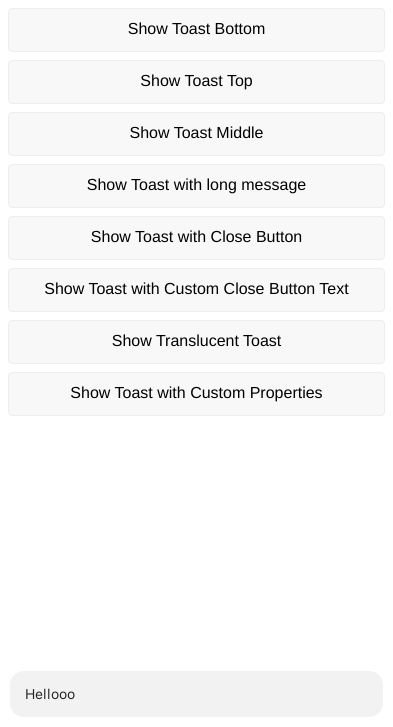 Show Toast Bottom
Show Toast Top
Show Toast Middle
Show Toast with long message
Show Toast with Close Button
Show Toast with Custom Close Button Text
Show Translucent Toast
Show Toast with Custom Properties
Hellooo